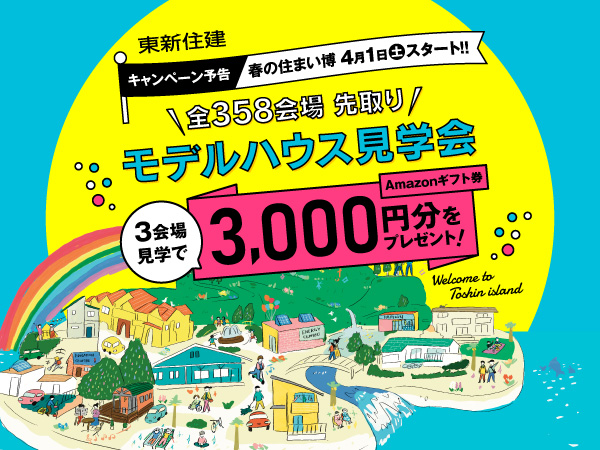 東新住建
キャンペーン予告
春の住まい博 4月1日土スタート!!
全358会場 先取り
モデルハウス見学会
Amazonギフト券
3会場
見学で
3,000円分を
プレゼント!
Welcome to
Toshin island
ENERGY